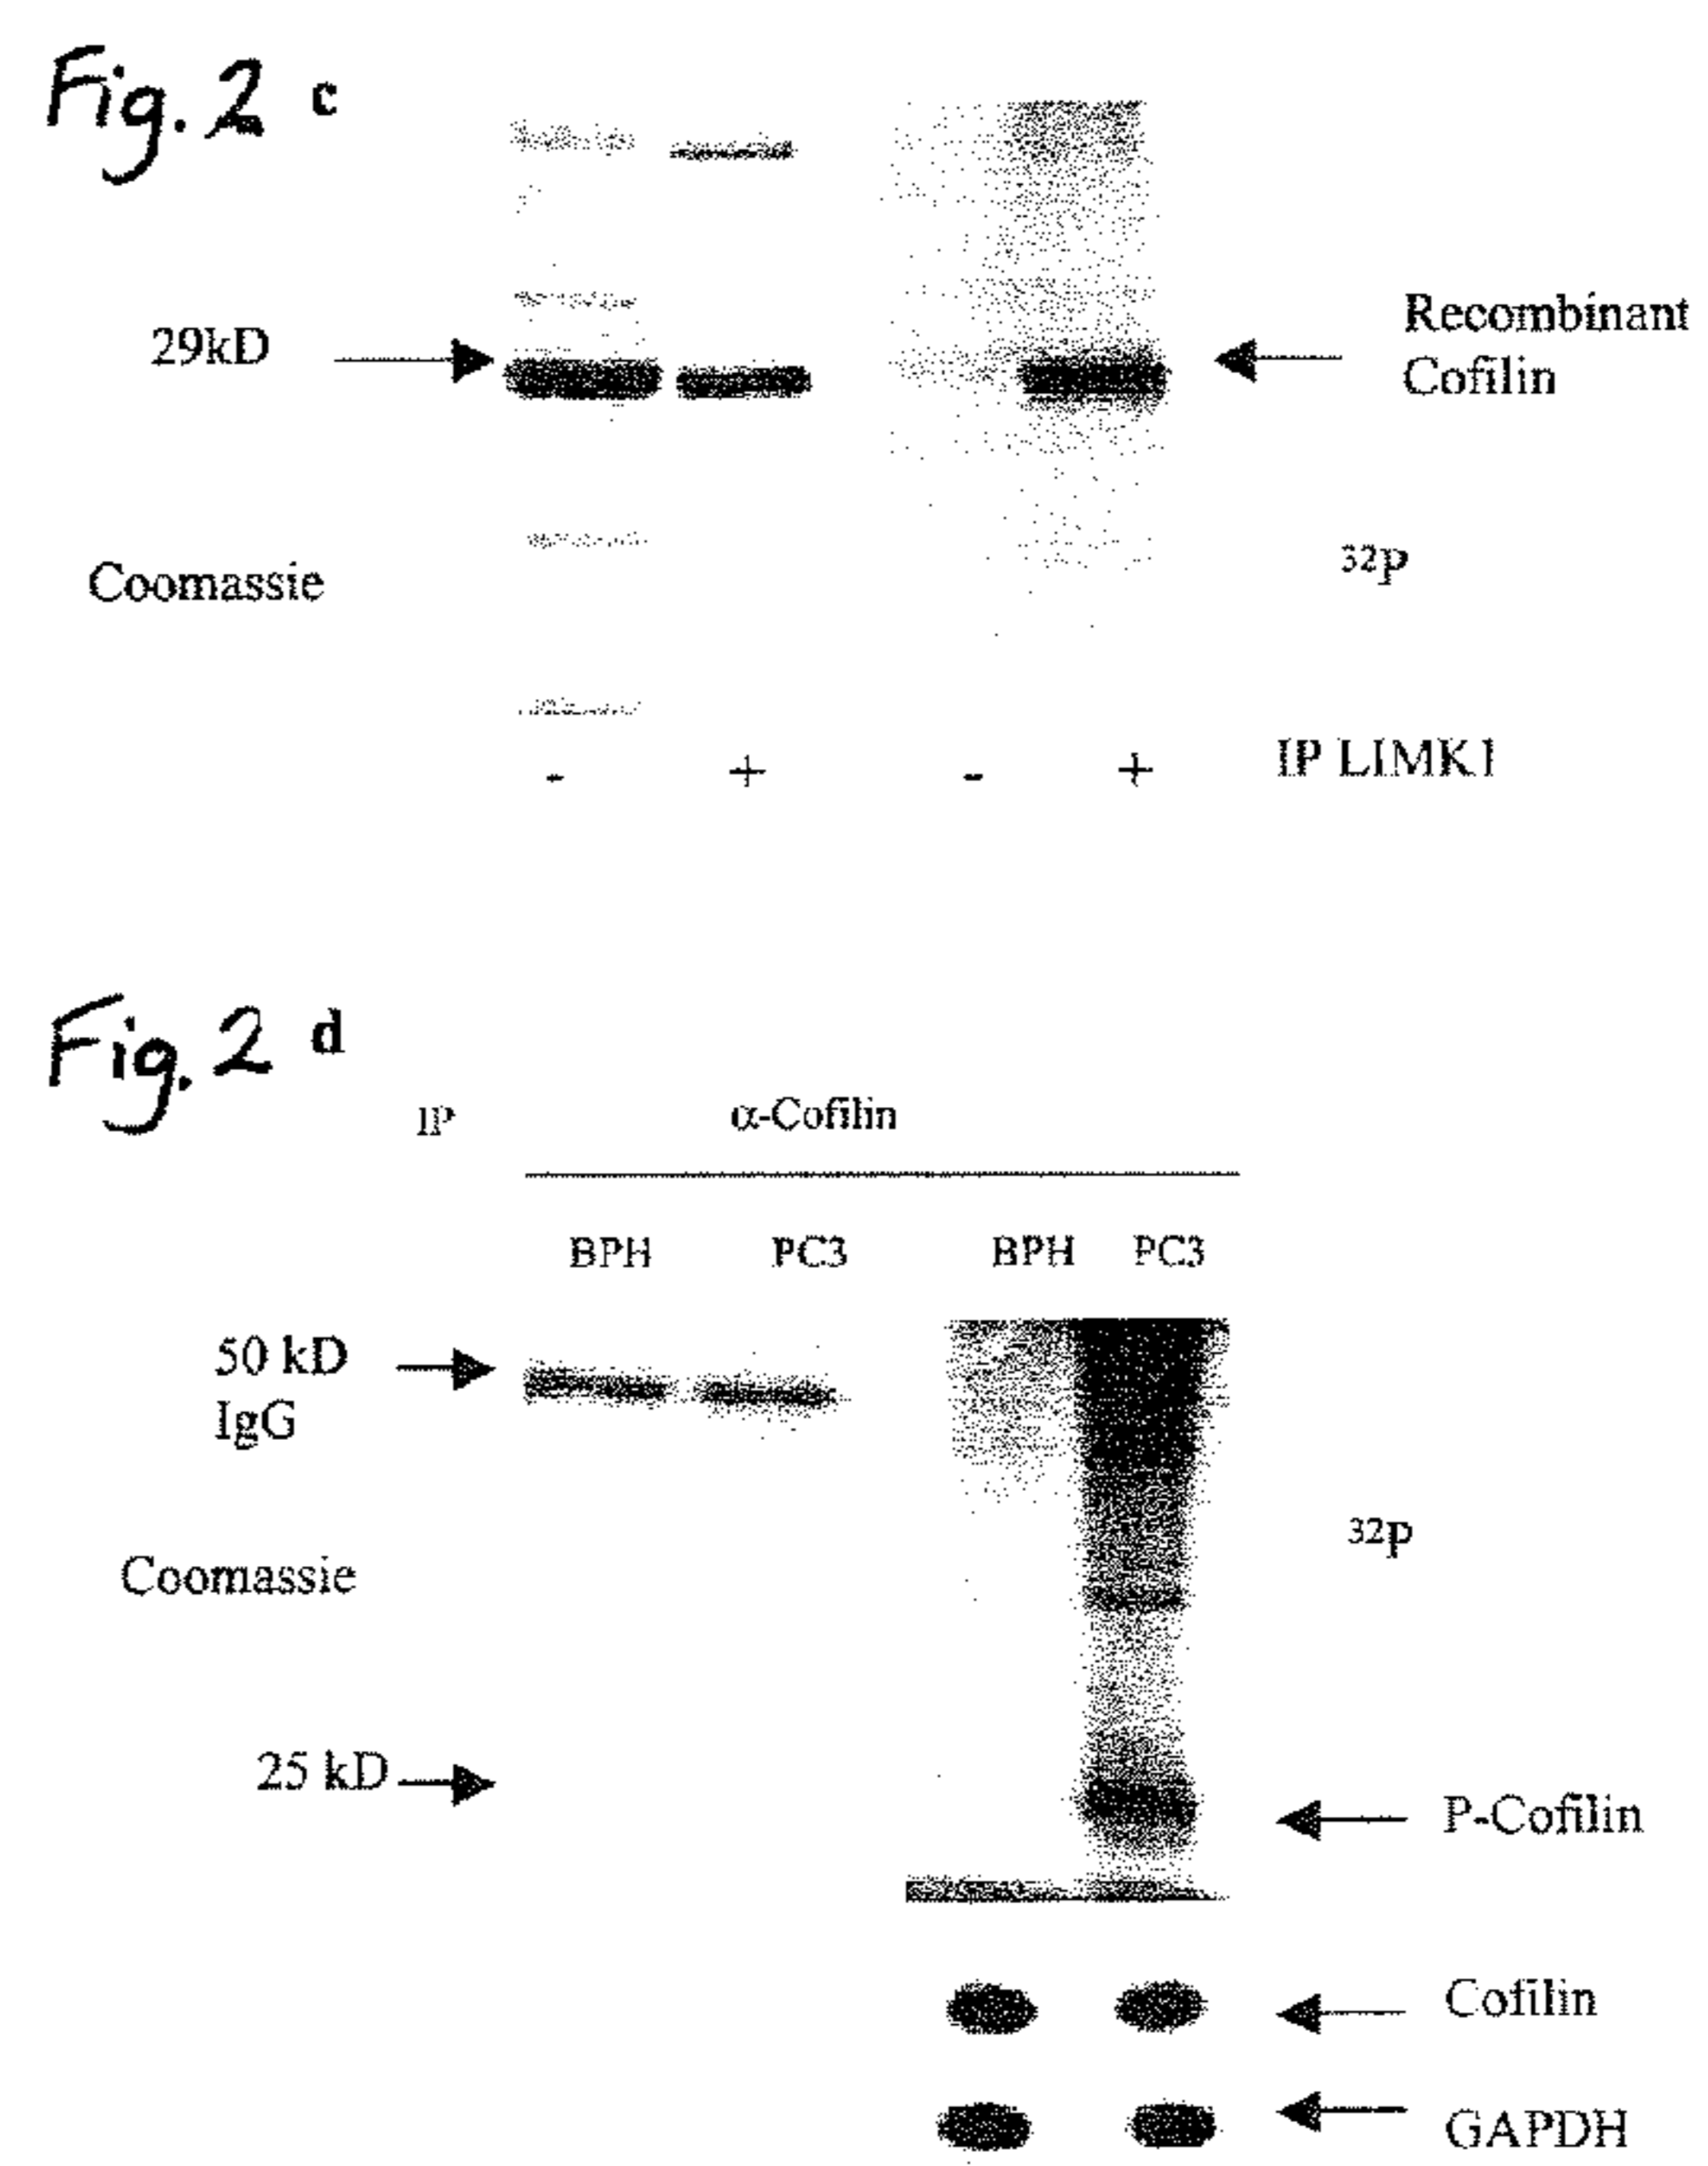 Fig. 2 c
29kD
Recombinant
Cofilin
Coomassie
32P
- + - + IP LIMK1
Fig. 2 d
IP α-Cofilin
BPH PC3 BPH PC3
50 kD
IgG
32P
Coomassie
25 kD
P-Cofilin
Cofilin
GAPDH